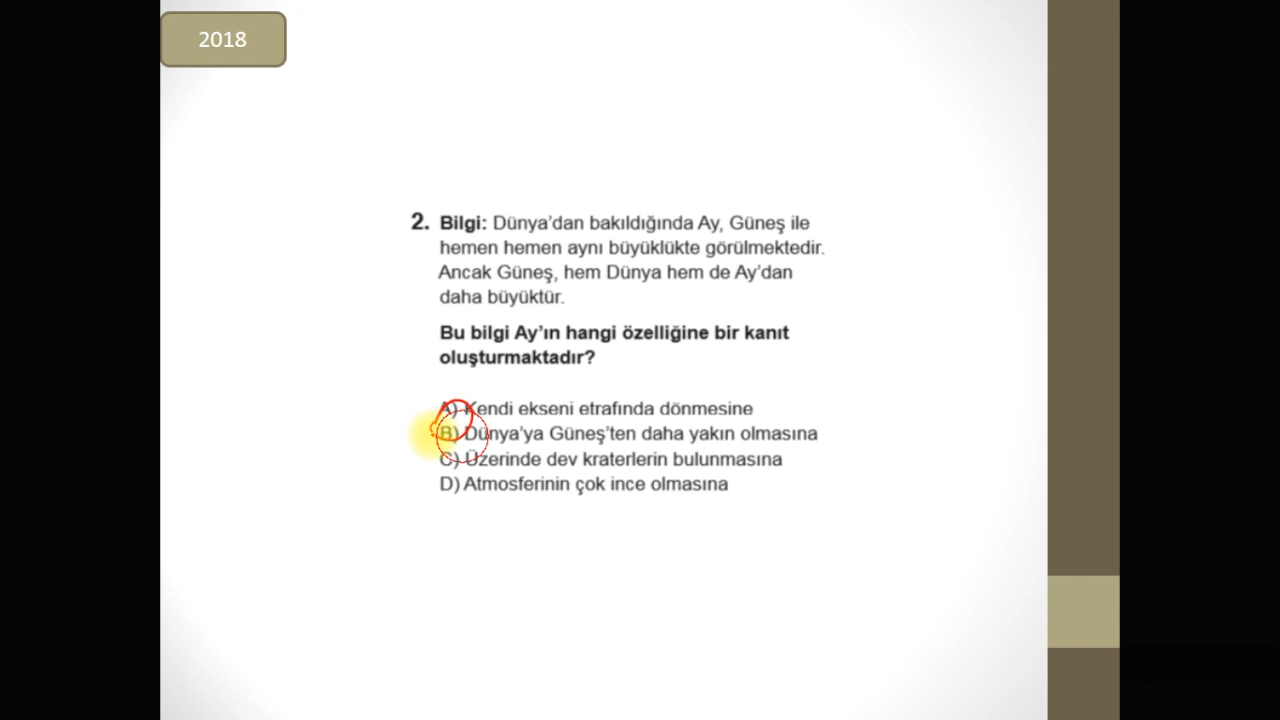 2018
2. Bilgi: Dünya'dan bakıldığında Ay, Güneş ile
hemen hemen aynı büyüklükte görülmektedir.
Ancak Güneş, hem Dünya hem de Ay'dan
daha büyüktür.
Bu bilgi Ay'ın hangi özelliğine bir kanıt
oluşturmaktadır?
A) Kendi ekseni etrafında dönmesine
B) Dünya'ya Güneş'ten daha yakın olmasına
C) Üzerinde dev kraterlerin bulunmasına
D) Atmosferinin çok ince olmasına